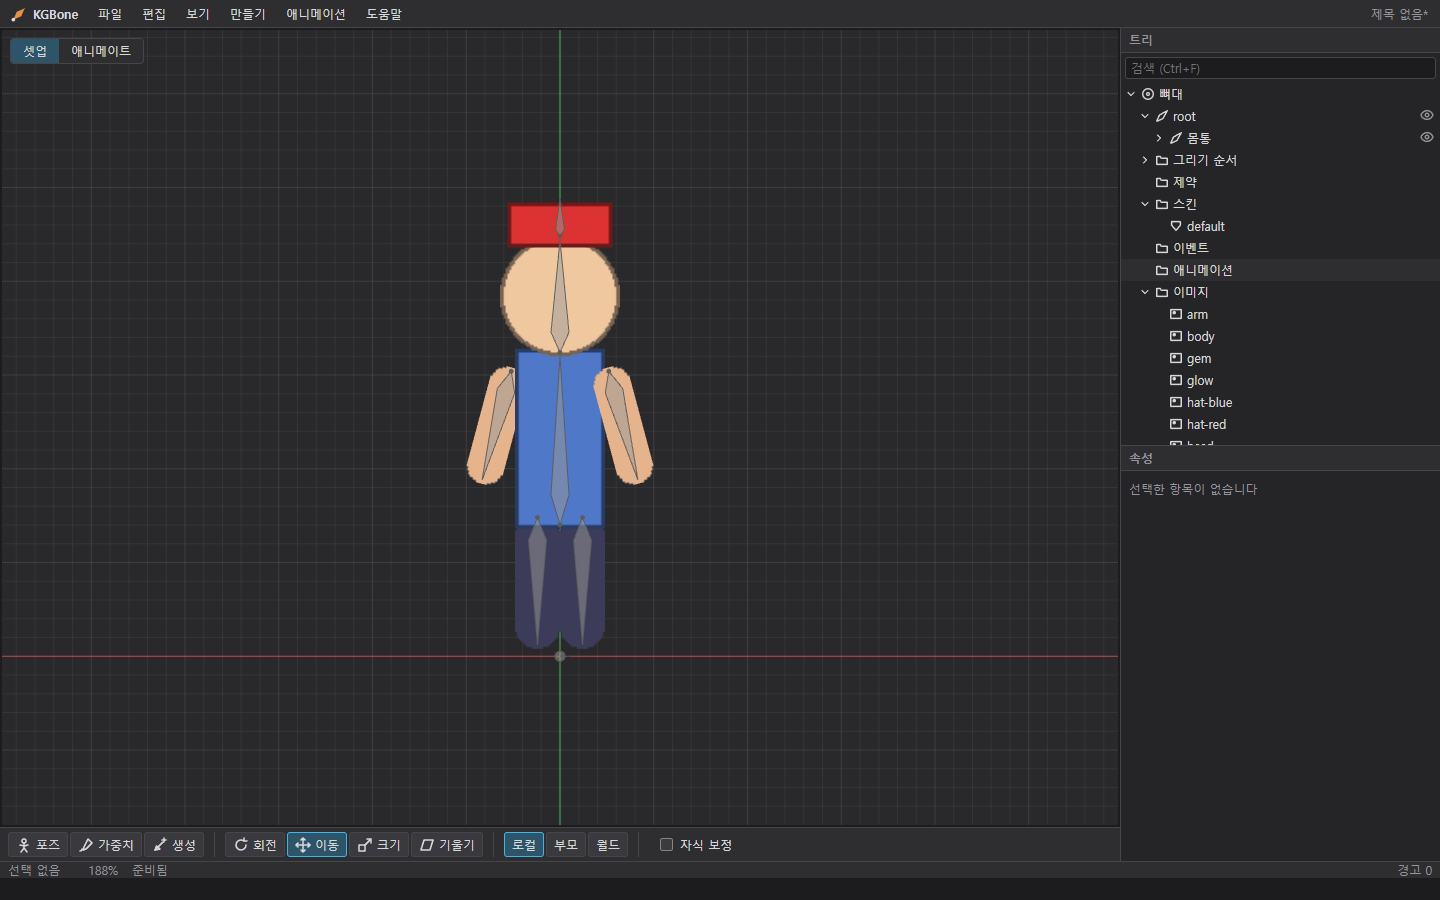 KGBone 파일 편집 보기 만들기 애니메이션 도움말 제목 없음*
셋업 애니메이트
트리
검색 (Ctrl+F)
뼈대
root
몸통
그리기 순서
제약
스킨
default
이벤트
애니메이션
이미지
arm
body
gem
glow
hat-blue
hat-red
속성
선택한 항목이 없습니다
포즈 가중치 생성 회전 이동 크기 기울기 로컬 부모 월드 자식 보정
선택 없음 188% 준비됨 경고 0